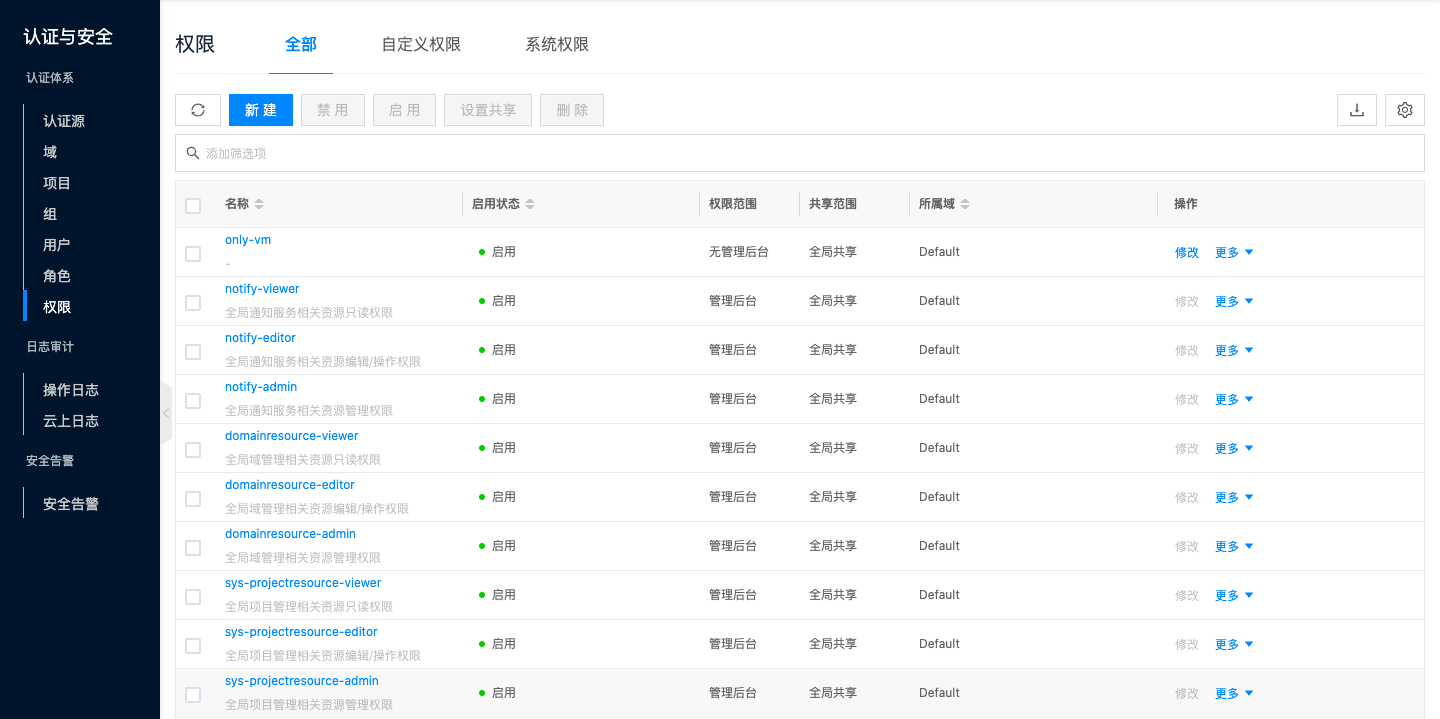 认证与安全
认证体系
认证源
域
项目
组
用户
角色
权限
日志审计
操作日志
云上日志
安全告警
安全告警
权限 全部 自定义权限 系统权限
新 建 禁 用 启 用 设置共享 删 除
添加筛选项
名称 启用状态 权限范围 共享范围 所属域 操作
only-vm
-
启用 无管理后台 全局共享 Default 修改 更多
notify-viewer
全局通知服务相关资源只读权限
启用 管理后台 全局共享 Default 修改 更多
notify-editor
全局通知服务相关资源编辑/操作权限
启用 管理后台 全局共享 Default 修改 更多
notify-admin
全局通知服务相关资源管理权限
启用 管理后台 全局共享 Default 修改 更多
domainresource-viewer
全局域管理相关资源只读权限
启用 管理后台 全局共享 Default 修改 更多
domainresource-editor
全局域管理相关资源编辑/操作权限
启用 管理后台 全局共享 Default 修改 更多
domainresource-admin
全局域管理相关资源管理权限
启用 管理后台 全局共享 Default 修改 更多
sys-projectresource-viewer
全局项目管理相关资源只读权限
启用 管理后台 全局共享 Default 修改 更多
sys-projectresource-editor
全局项目管理相关资源编辑/操作权限
启用 管理后台 全局共享 Default 修改 更多
sys-projectresource-admin
全局项目管理相关资源管理权限
启用 管理后台 全局共享 Default 修改 更多